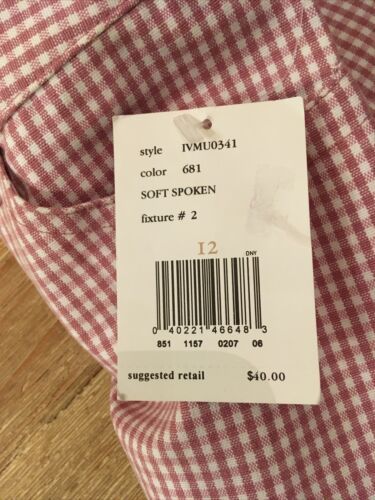 style IVMU0341
color 681
SOFT SPOKEN
fixture # 2
12
DNY
0 40221 46648 3
851 1157 0207 06
suggested retail $40.00